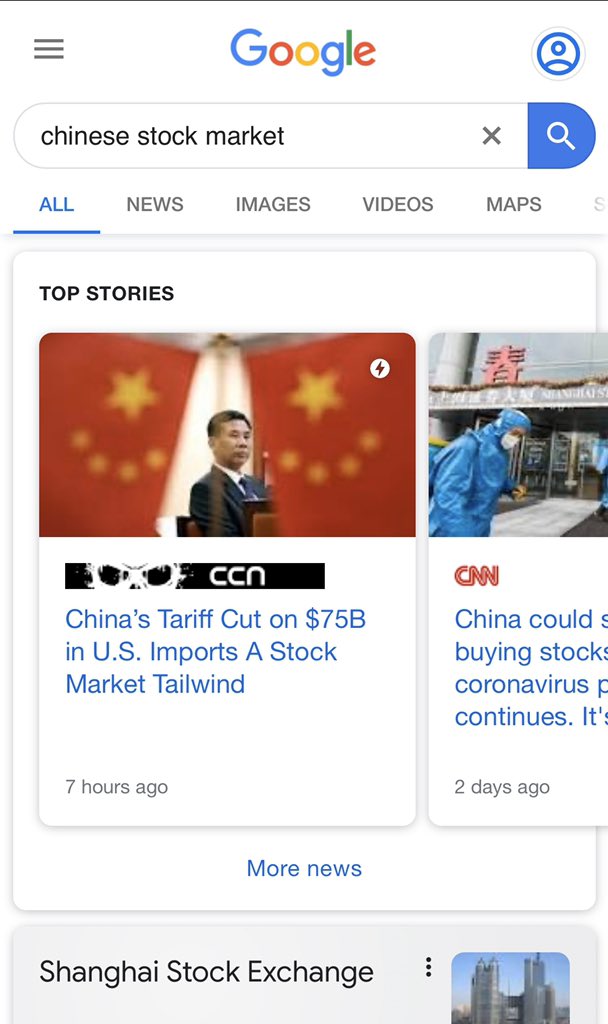 Google
chinese stock market
ALL NEWS IMAGES VIDEOS MAPS S
TOP STORIES
春
SHANGHAI S
CCN
China’s Tariff Cut on $75B
in U.S. Imports A Stock
Market Tailwind
7 hours ago
CNN
China could s
buying stocks
coronavirus p
continues. It's
2 days ago
More news
Shanghai Stock Exchange